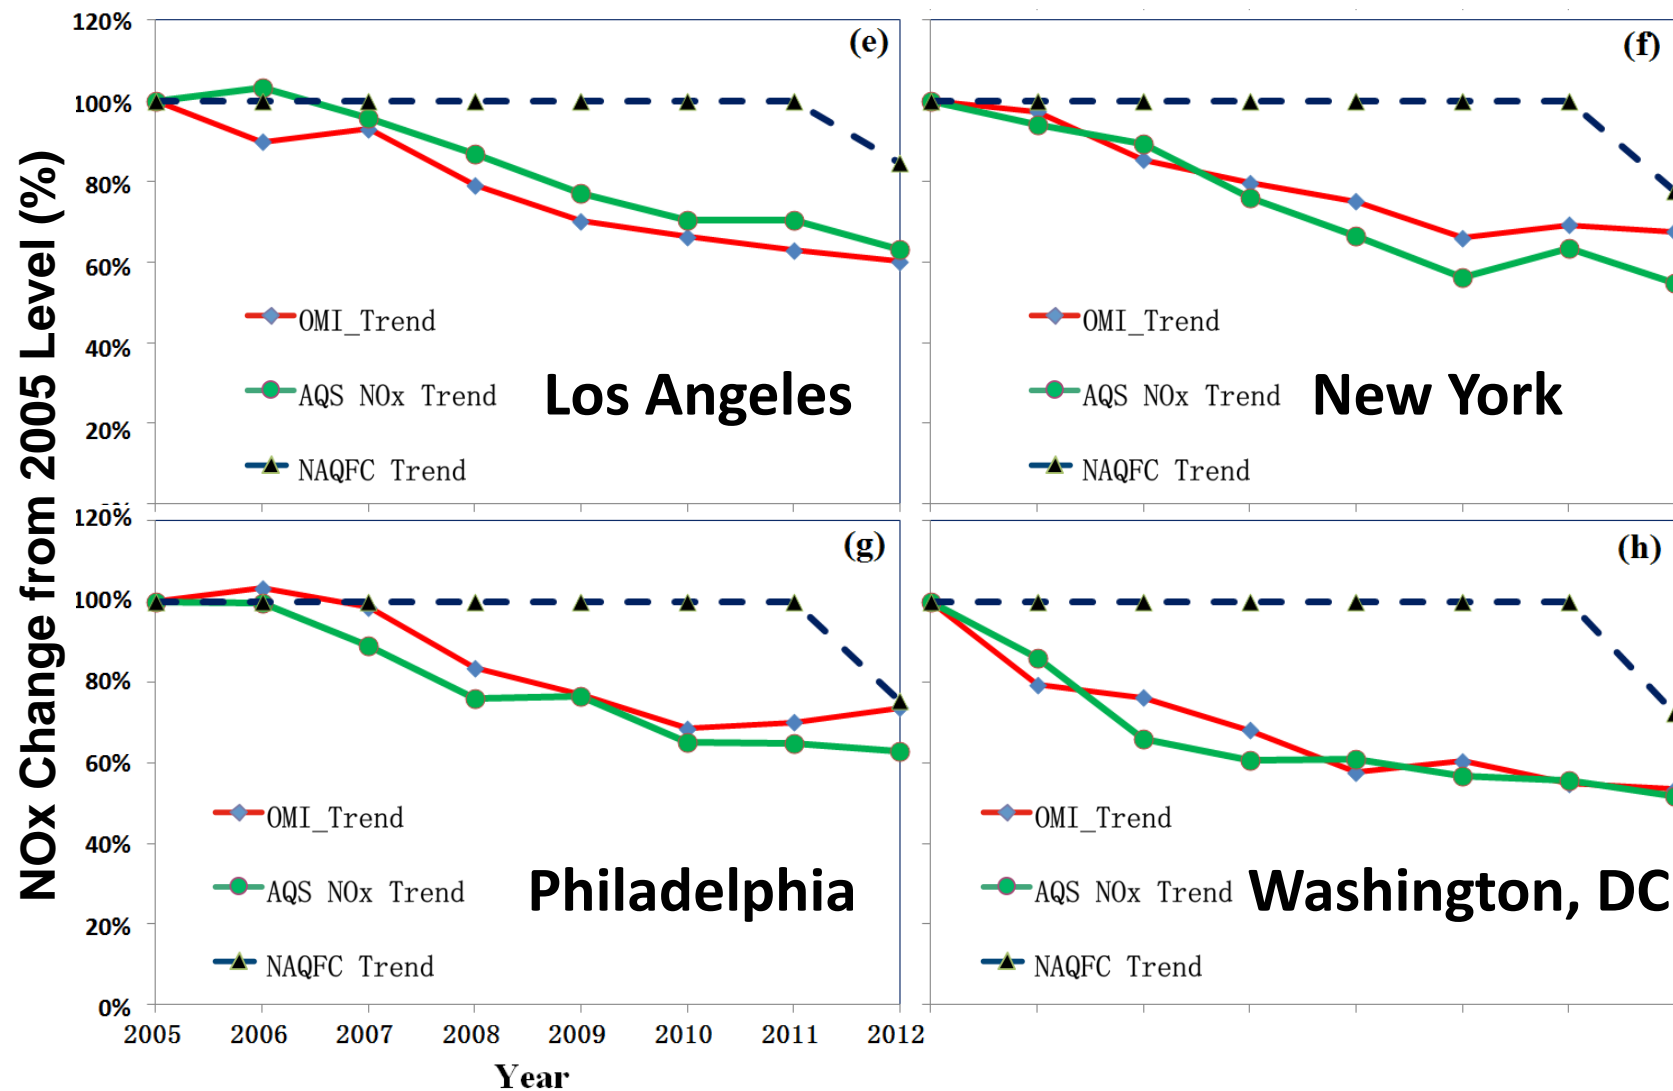 NOx Change from 2005 Level (%)
120%
100%
80%
60%
40%
20%
(e)
OMI_Trend
AQS NOx Trend
NAQFC Trend
Los Angeles
(f)
OMI_Trend
AQS NOx Trend
NAQFC Trend
New York
120%
100%
80%
60%
40%
20%
0%
(g)
OMI_Trend
AQS NOx Trend
NAQFC Trend
Philadelphia
2005 2006 2007 2008 2009 2010 2011 2012
Year
(h)
OMI_Trend
AQS NOx Trend
NAQFC Trend
Washington, DC